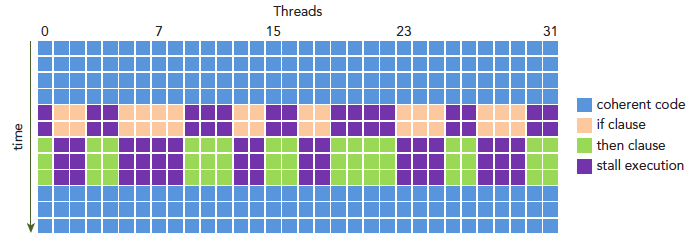 Threads
0 7 15 23 31
time
coherent code
if clause
then clause
stall execution